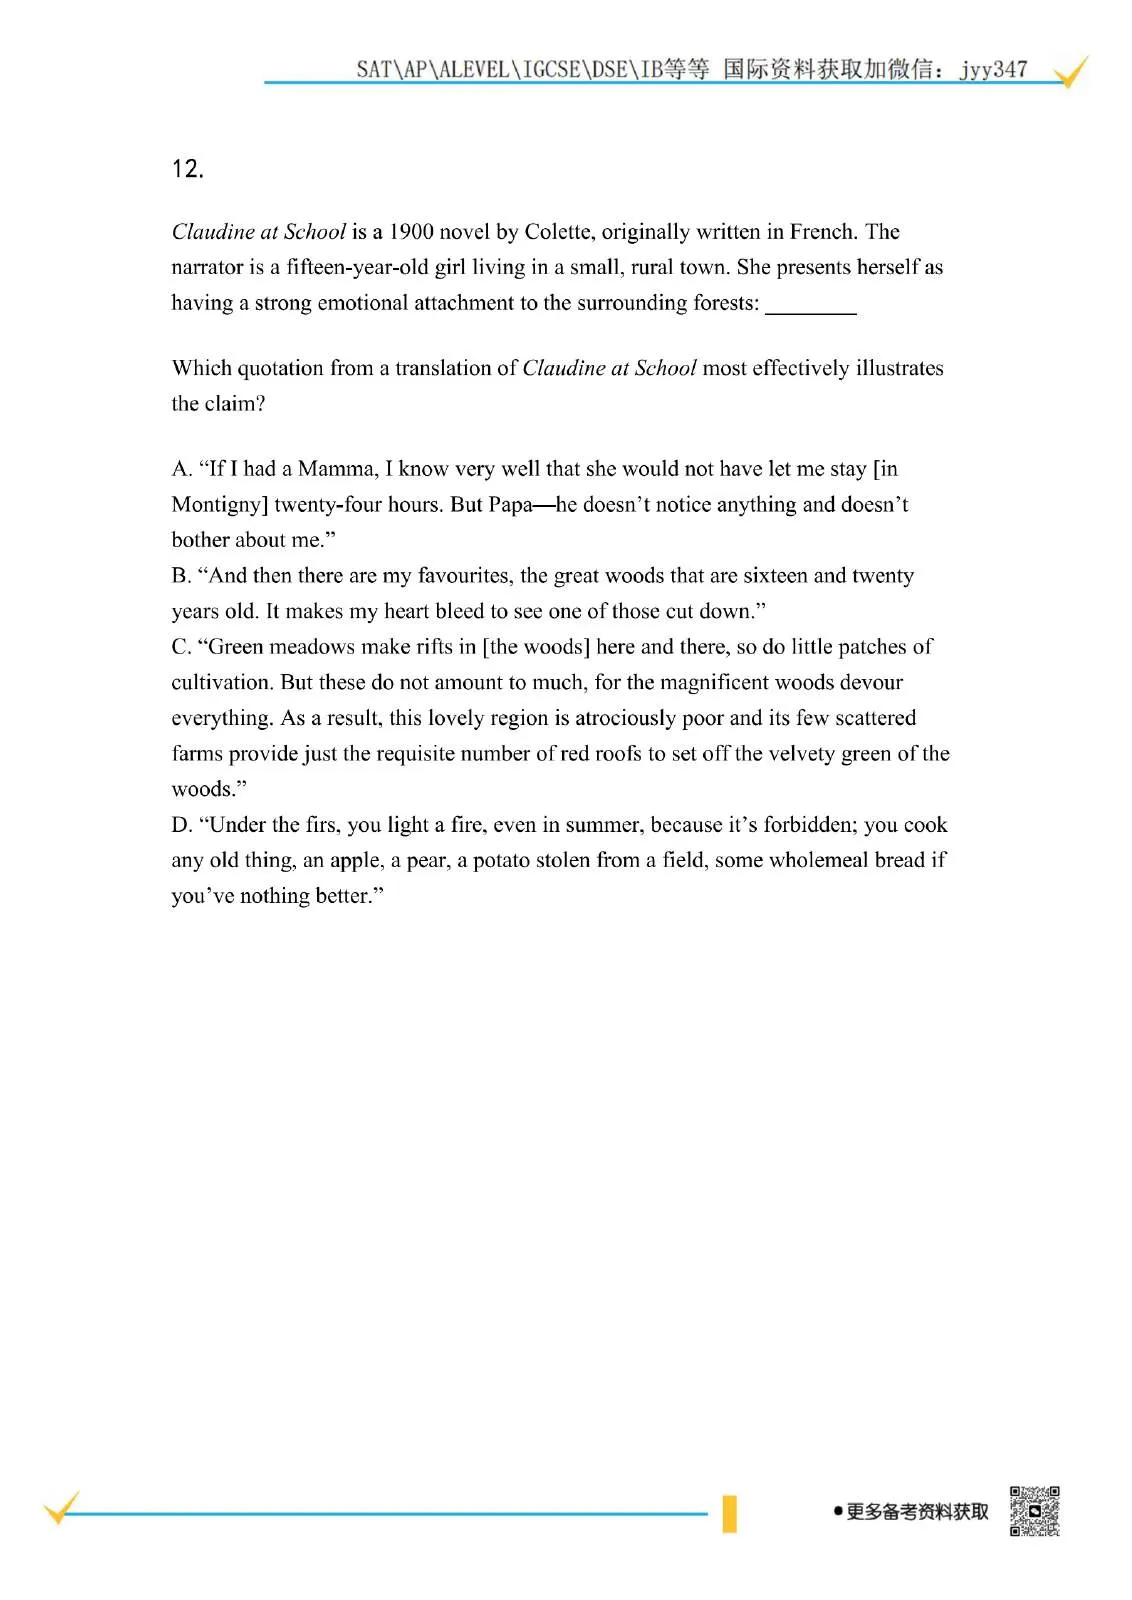 SAT\AP\ALEVEL\IGCSE\DSE\IB等等 国际资料获取加微信：jyy347
12.
Claudine at School is a 1900 novel by Colette, originally written in French. The
narrator is a fifteen-year-old girl living in a small, rural town. She presents herself as
having a strong emotional attachment to the surrounding forests: ________
Which quotation from a translation of Claudine at School most effectively illustrates
the claim?
A. “If I had a Mamma, I know very well that she would not have let me stay [in
Montigny] twenty-four hours. But Papa—he doesn’t notice anything and doesn’t
bother about me.”
B. “And then there are my favourites, the great woods that are sixteen and twenty
years old. It makes my heart bleed to see one of those cut down.”
C. “Green meadows make rifts in [the woods] here and there, so do little patches of
cultivation. But these do not amount to much, for the magnificent woods devour
everything. As a result, this lovely region is atrociously poor and its few scattered
farms provide just the requisite number of red roofs to set off the velvety green of the
woods.”
D. “Under the firs, you light a fire, even in summer, because it’s forbidden; you cook
any old thing, an apple, a pear, a potato stolen from a field, some wholemeal bread if
you’ve nothing better.”
•更多备考资料获取